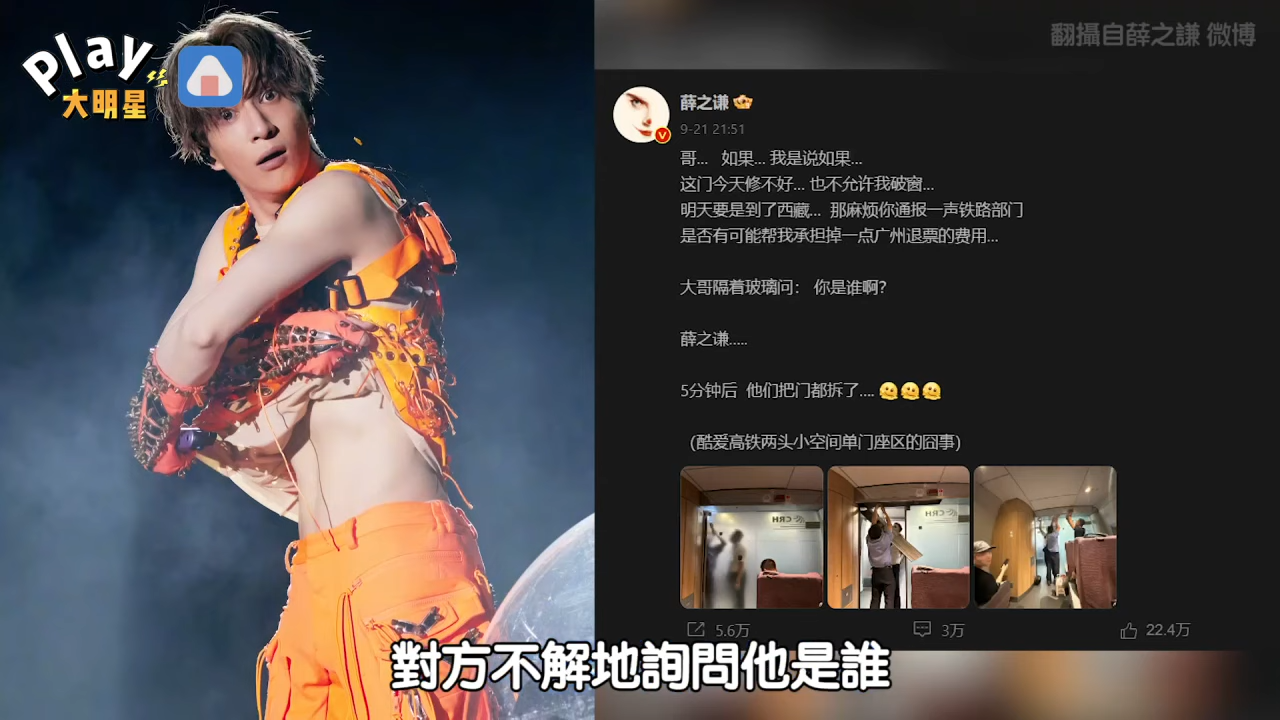 Play
大明星
翻攝自薛之謙 微博
薛之谦
9-21 21:51
哥... 如果... 我是说如果...
这门今天修不好... 也不允许我破窗...
明天要是到了西藏... 那麻烦你通报一声铁路部门
是否有可能帮我承担掉一点广州退票的费用...
大哥隔着玻璃问： 你是谁啊?
薛之谦.....
5分钟后 他们把门都拆了....🫠🫠🫠
（酷爱高铁两头小空间单门座区的囧事）
CRH
CRH
5.6万
3万
22.4万
對方不解地詢問他是誰